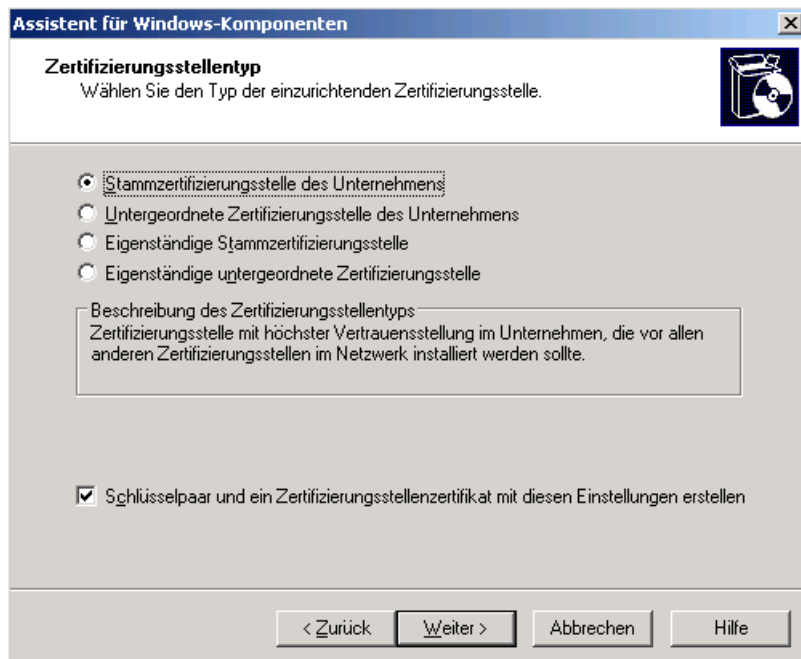 Assistent für Windows-Komponenten
Zertifizierungsstellentyp
Wählen Sie den Typ der einzurichtenden Zertifizierungsstelle.
Stammzertifizierungsstelle des Unternehmens
Untergeordnete Zertifizierungsstelle des Unternehmens
Eigenständige Stammzertifizierungsstelle
Eigenständige untergeordnete Zertifizierungsstelle
Beschreibung des Zertifizierungsstellentyps
Zertifizierungsstelle mit höchster Vertrauensstellung im Unternehmen, die vor allen
anderen Zertifizierungsstellen im Netzwerk installiert werden sollte.
Schlüsselpaar und ein Zertifizierungsstellenzertifikat mit diesen Einstellungen erstellen
< Zurück Weiter > Abbrechen Hilfe